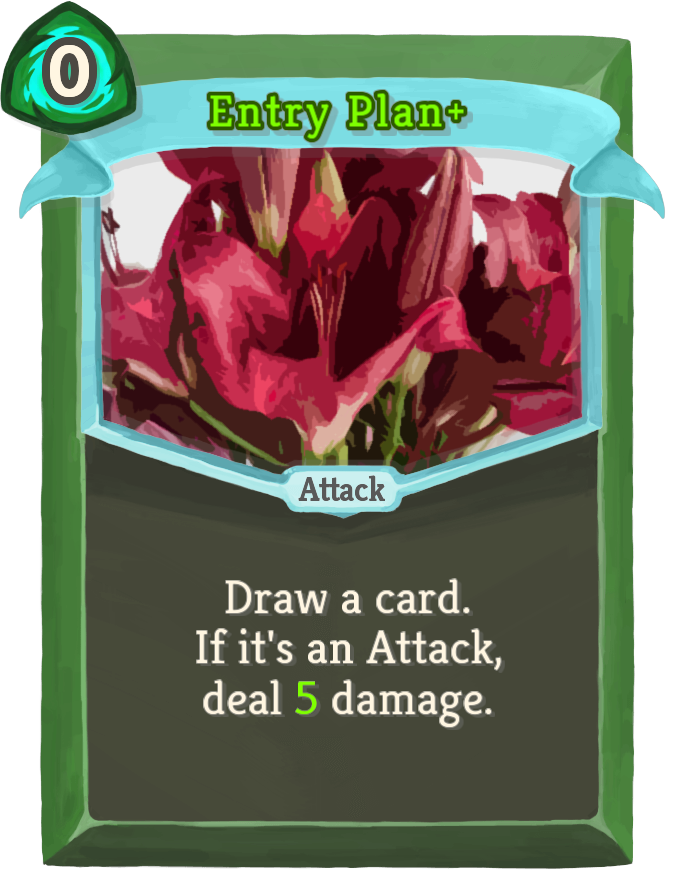 0
Entry Plan+
Attack
Draw a card.
If it's an Attack,
deal 5 damage.